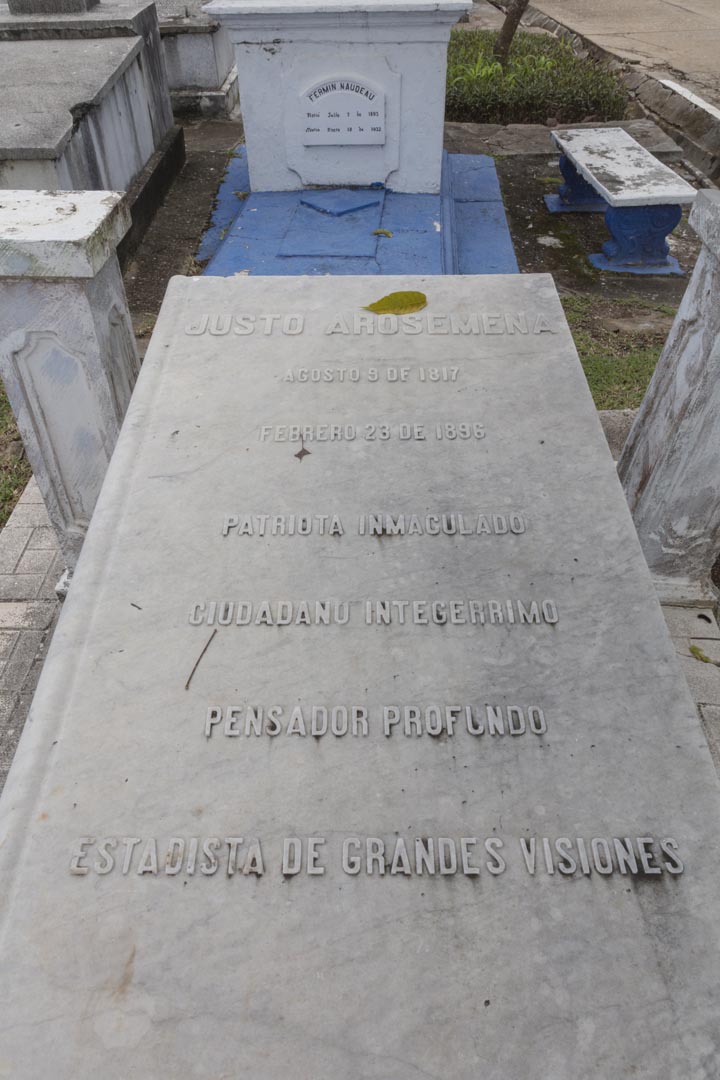 FERMIN NAUDEAU
JUSTO AROSEMENA
AGOSTO 9 DE 1817
FEBRERO 23 DE 1896
PATRIOTA INMACULADO
CIUDADANO INTEGERRIMO
PENSADOR PROFUNDO
ESTADISTA DE GRANDES VISIONES